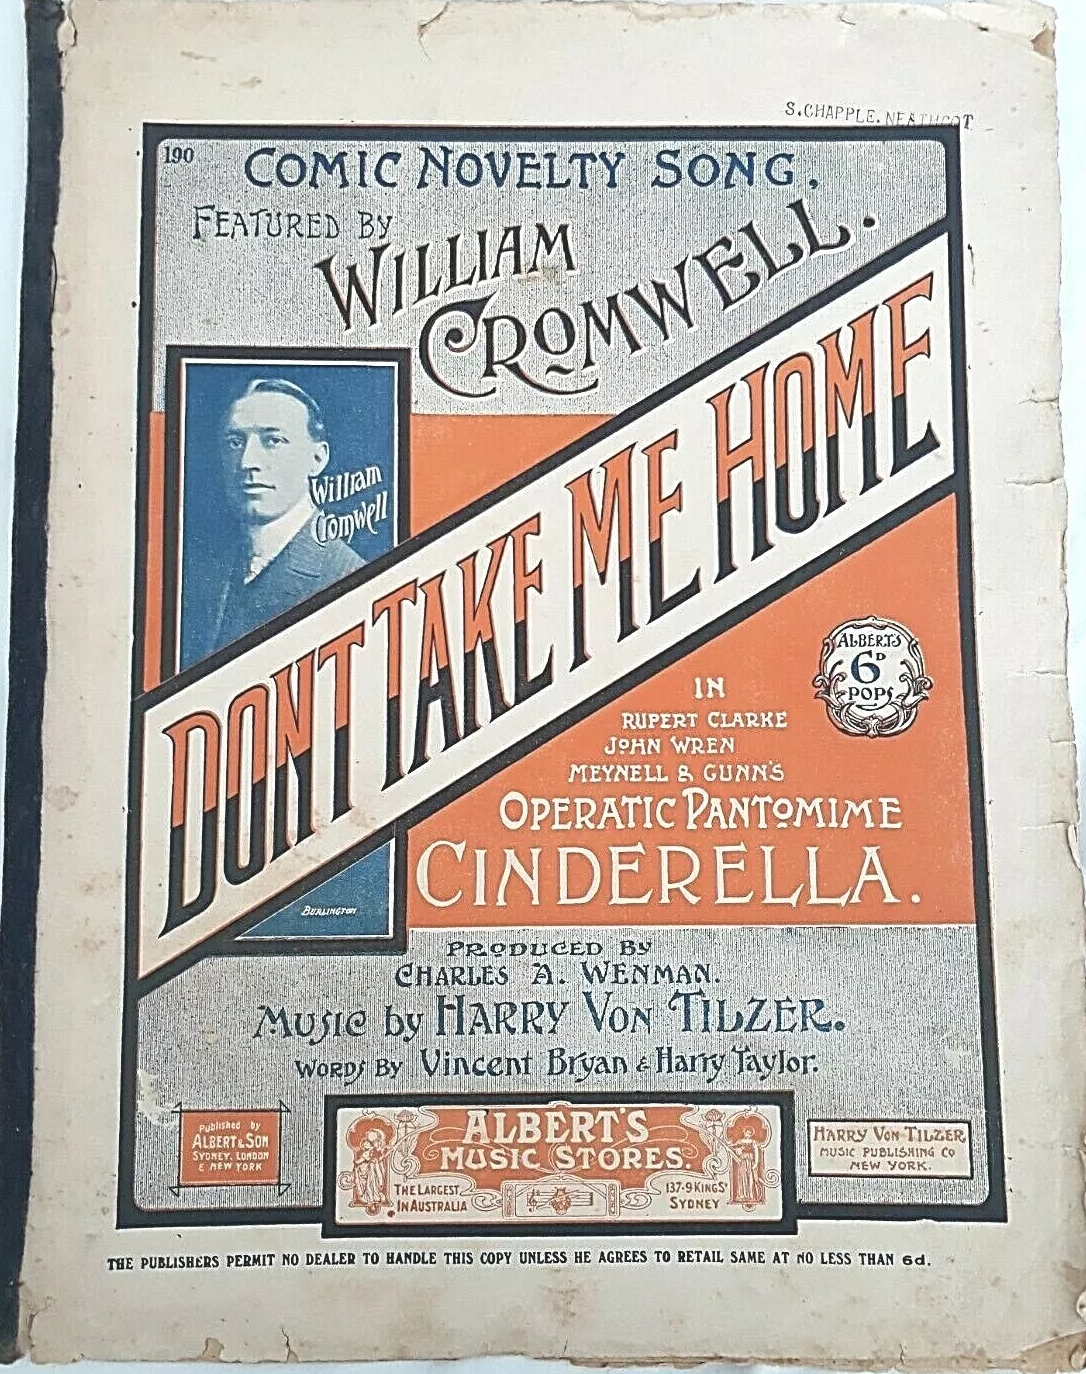 S. CHAPPLE. NEATHCOT
190
COMIC NOVELTY SONG.
FEATURED BY
WILLIAM
CROMWELL.
William
Cromwell
DONT TAKE ME HOME
ALBERTS
6D
POPS
IN
RUPERT CLARKE
JOHN WREN
MEYNELL & GUNN'S
OPERATIC PANTOMIME
CINDERELLA.
BURLINGTON
PRODUCED BY
CHARLES A. WENMAN.
MUSIC by HARRY VON TILZER.
WORDS BY Vincent Bryan & Harry Taylor.
Published by
ALBERT & SON
SYDNEY. LONDON
& NEW YORK
ALBERT'S
MUSIC STORES.
THE LARGEST
IN AUSTRALIA
137-9 KING ST
SYDNEY
HARRY VON TILZER
MUSIC PUBLISHING CO
NEW YORK.
THE PUBLISHERS PERMIT NO DEALER TO HANDLE THIS COPY UNLESS HE AGREES TO RETAIL SAME AT NO LESS THAN 6d.